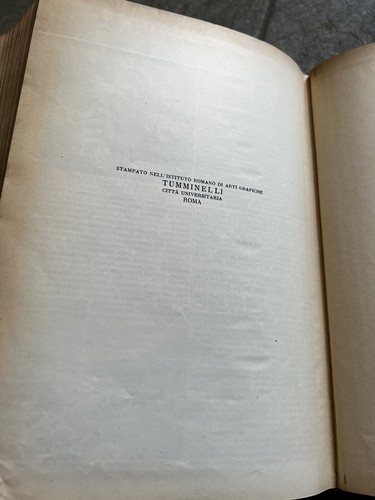 STAMPATO NELL'ISTITUTO ROMANO DI ARTI GRAFICHE
TUMMINELLI
CITTÀ UNIVERSITARIA
ROMA